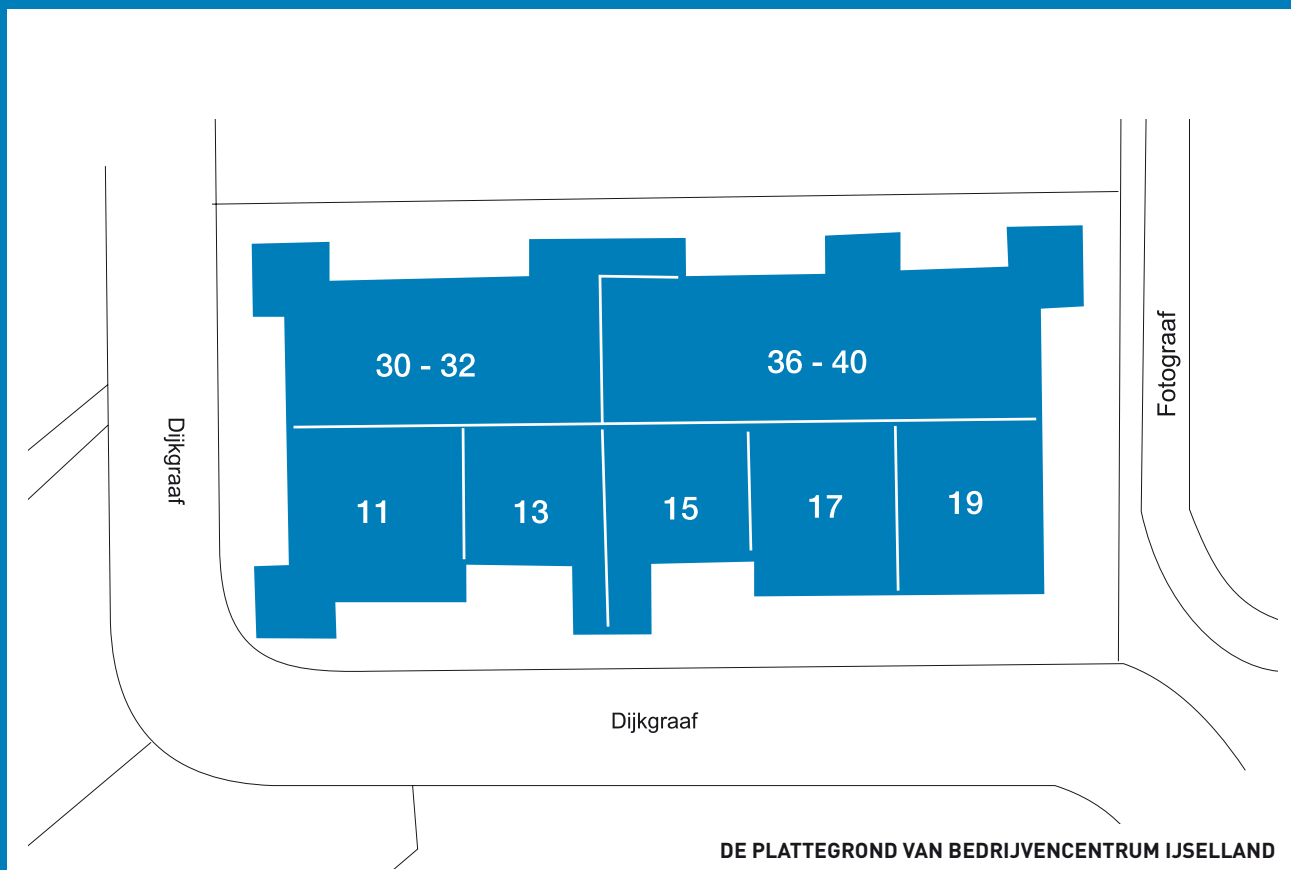 30 - 32
36 - 40
Fotograaf
Dijkgraaf
11
13
15
17
19
Dijkgraaf
DE PLATTEGROND VAN BEDRIJVENCENTRUM IJSELLAND